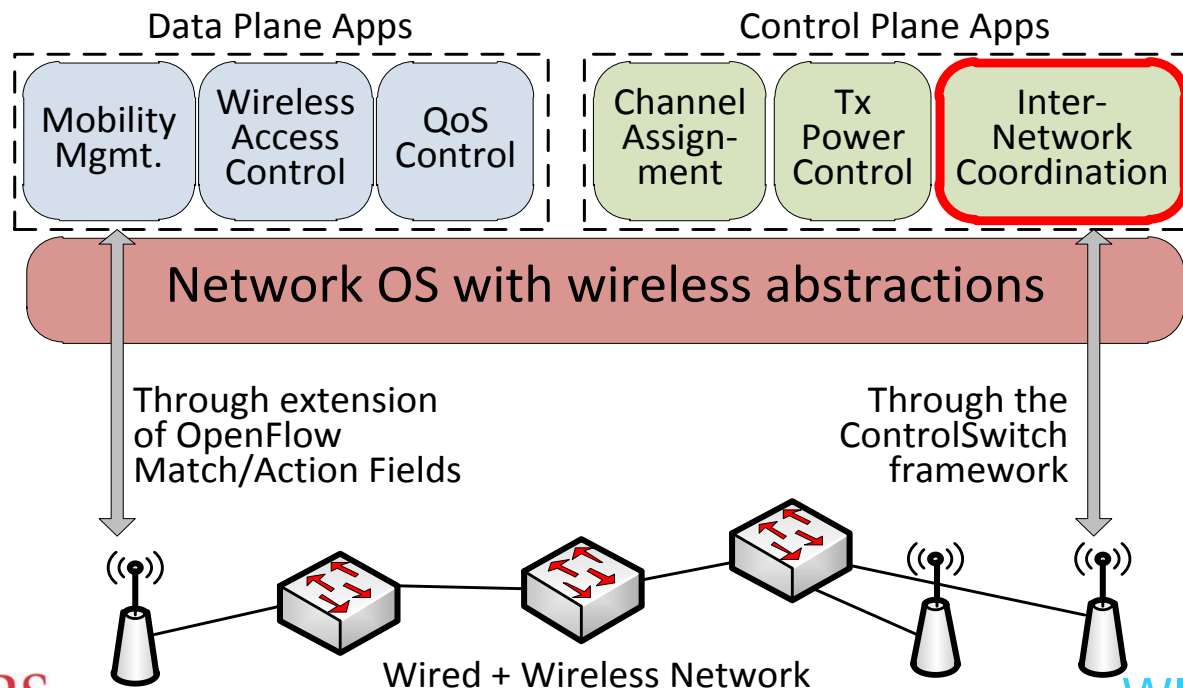 Data Plane Apps
Control Plane Apps
Mobility
Mgmt.
Wireless
Access
Control
QoS
Control
Channel
Assign-
ment
Tx
Power
Control
Inter-
Network
Coordination
Network OS with wireless abstractions
Through extension
of OpenFlow
Match/Action Fields
Through the
ControlSwitch
framework
Wired + Wireless Network